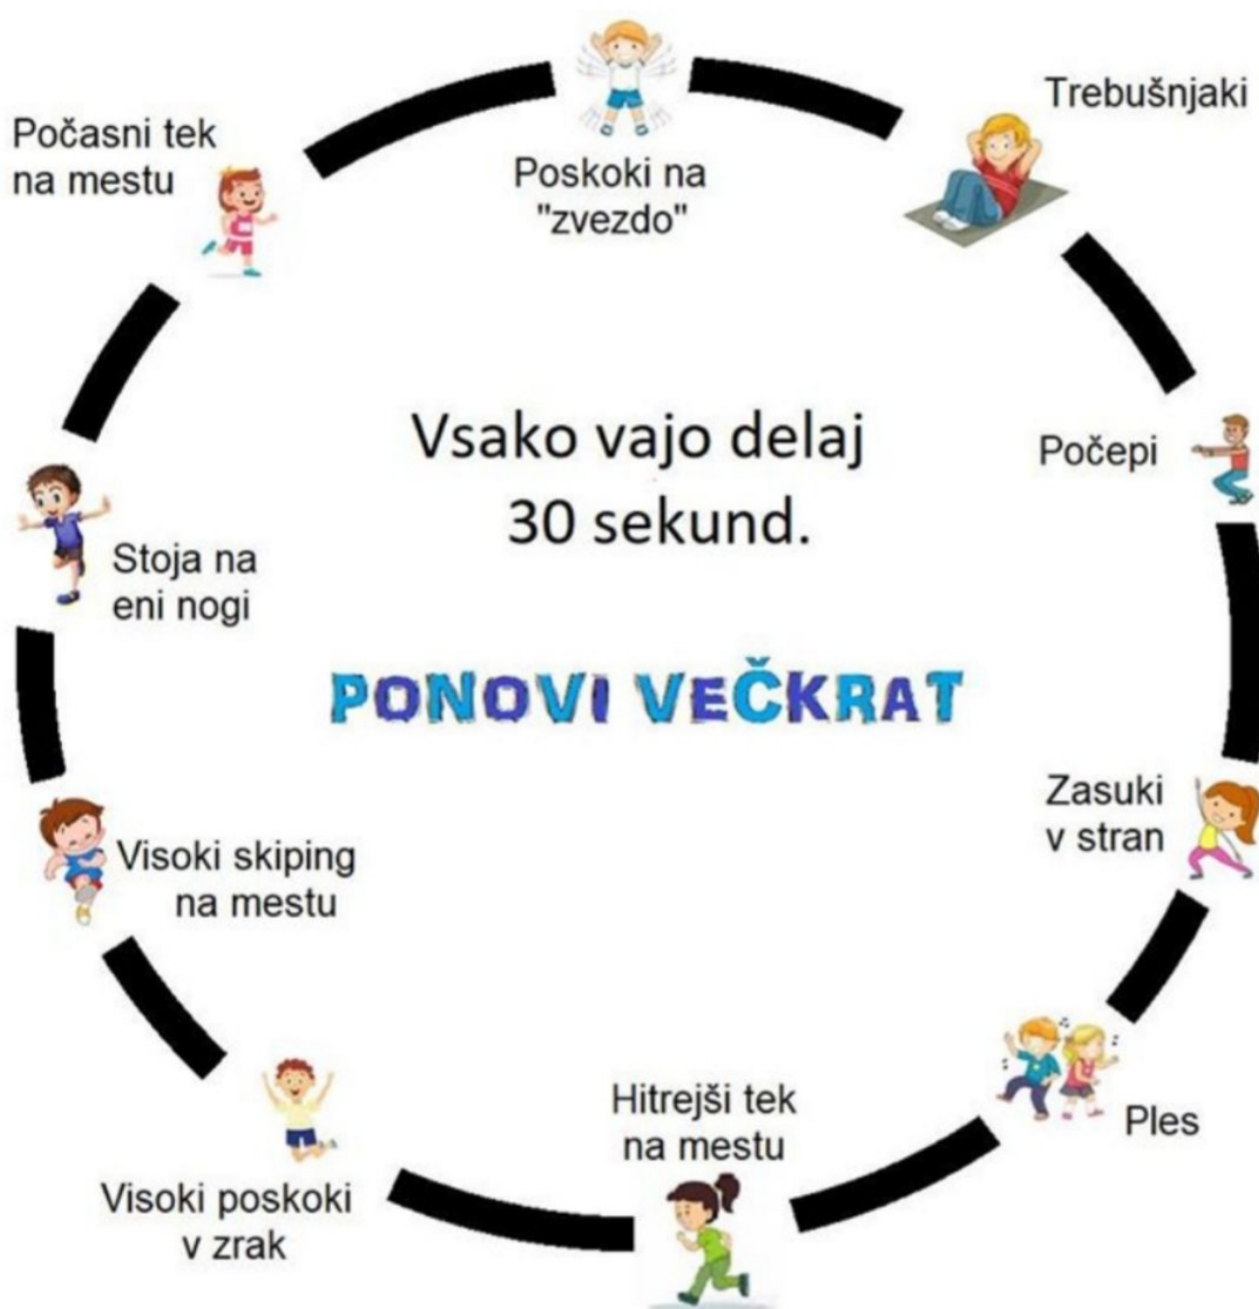 Poskoki na
"zvezdo"
Trebušnjaki
Počepi
Zasuki
v stran
Ples
Hitrejši tek
na mestu
Visoki poskoki
v zrak
Visoki skiping
na mestu
Stoja na
eni nogi
Počasni tek
na mestu
Vsako vajo delaj
30 sekund.
PONOVI VEČKRAT